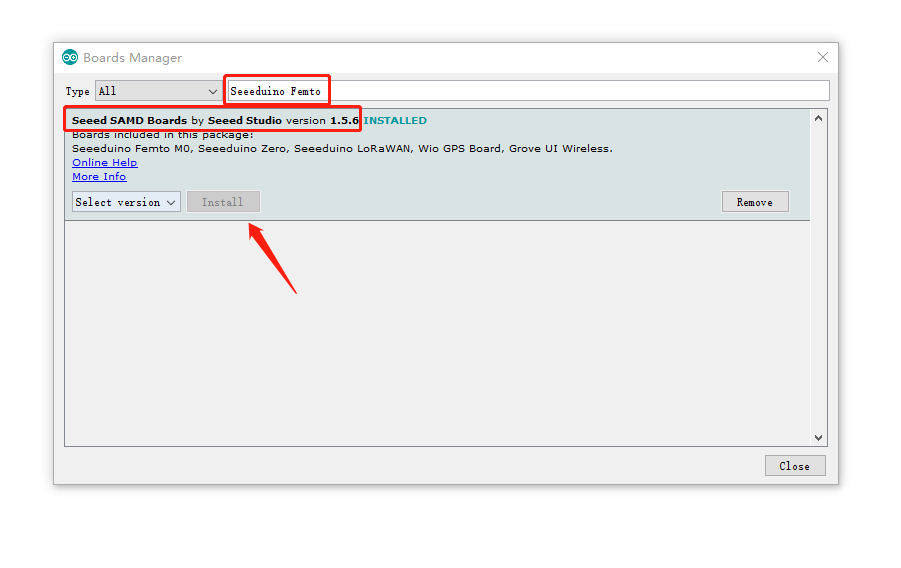 Boards Manager
Type All Seeeduino Femto
Seeed SAMD Boards by Seeed Studio version 1.5.6 INSTALLED
Boards included in this package:
Seeeduino Femto M0, Seeeduino Zero, Seeeduino LoRaWAN, Wio GPS Board, Grove UI Wireless.
Online Help
More Info
Select version Install Remove
Close